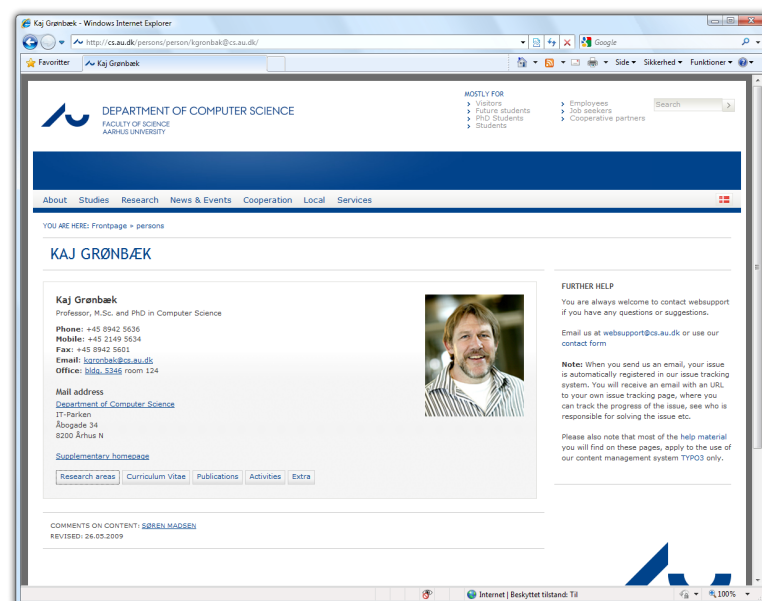 Kaj Grønbæk - Windows Internet Explorer
http://cs.au.dk/persons/person/kgronbak@cs.au.dk/
Google
Favoritter
Kaj Grønbæk
Side
Sikkerhed
Funktioner
DEPARTMENT OF COMPUTER SCIENCE
FACULTY OF SCIENCE
AARHUS UNIVERSITY
MOSTLY FOR
Visitors
Future students
PhD Students
Students
Employees
Job seekers
Cooperative partners
Search
About Studies Research News & Events Cooperation Local Services
YOU ARE HERE: Frontpage » persons
KAJ GRØNBÆK
Kaj Grønbæk
Professor, M.Sc. and PhD in Computer Science
Phone: +45 8942 5636
Mobile: +45 2149 5634
Fax: +45 8942 5601
Email: kgronbak@cs.au.dk
Office: bldg. 5346 room 124
Mail address
Department of Computer Science
IT-Parken
Åbogade 34
8200 Århus N
Supplementary homepage
Research areas Curriculum Vitae Publications Activities Extra
COMMENTS ON CONTENT: SØREN MADSEN
REVISED: 26.05.2009
FURTHER HELP
You are always welcome to contact websupport
if you have any questions or suggestions.
Email us at websupport@cs.au.dk or use our
contact form
Note: When you send us an email, your issue
is automatically registered in our issue tracking
system. You will receive an email with an URL
to your own issue tracking page, where you
can track the progress of the issue, see who is
responsible for solving the issue etc.
Please also note that most of the help material
you will find on these pages, apply to the use of
our content management system TYPO3 only.
Internet | Beskyttet tilstand: Til
100%